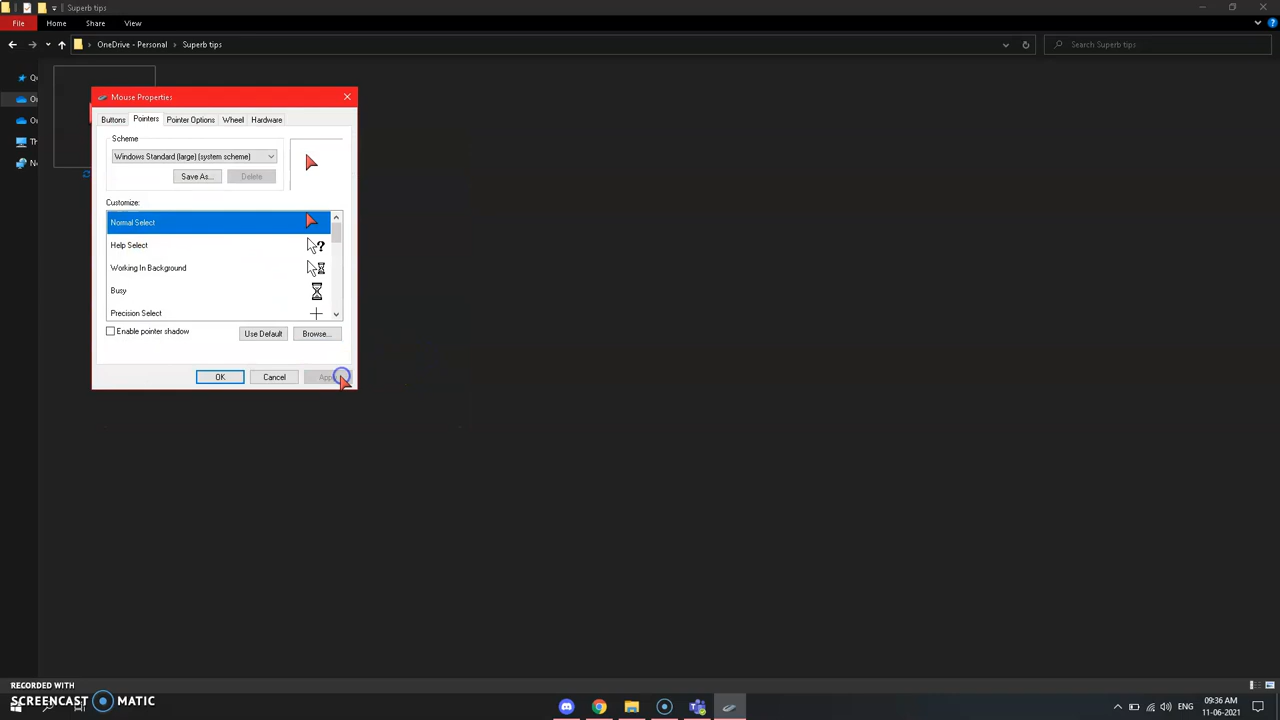 Superb tips
File Home Share View
OneDrive - Personal Superb tips Search Superb tips
Mouse Properties
Buttons Pointers Pointer Options Wheel Hardware
Scheme
Windows Standard (large) (system scheme)
Save As... Delete
Customize:
Normal Select
Help Select
Working In Background
Busy
Precision Select
Enable pointer shadow Use Default Browse...
OK Cancel
RECORDED WITH
SCREENCAST MATIC
ENG 09:36 AM
11-06-2021